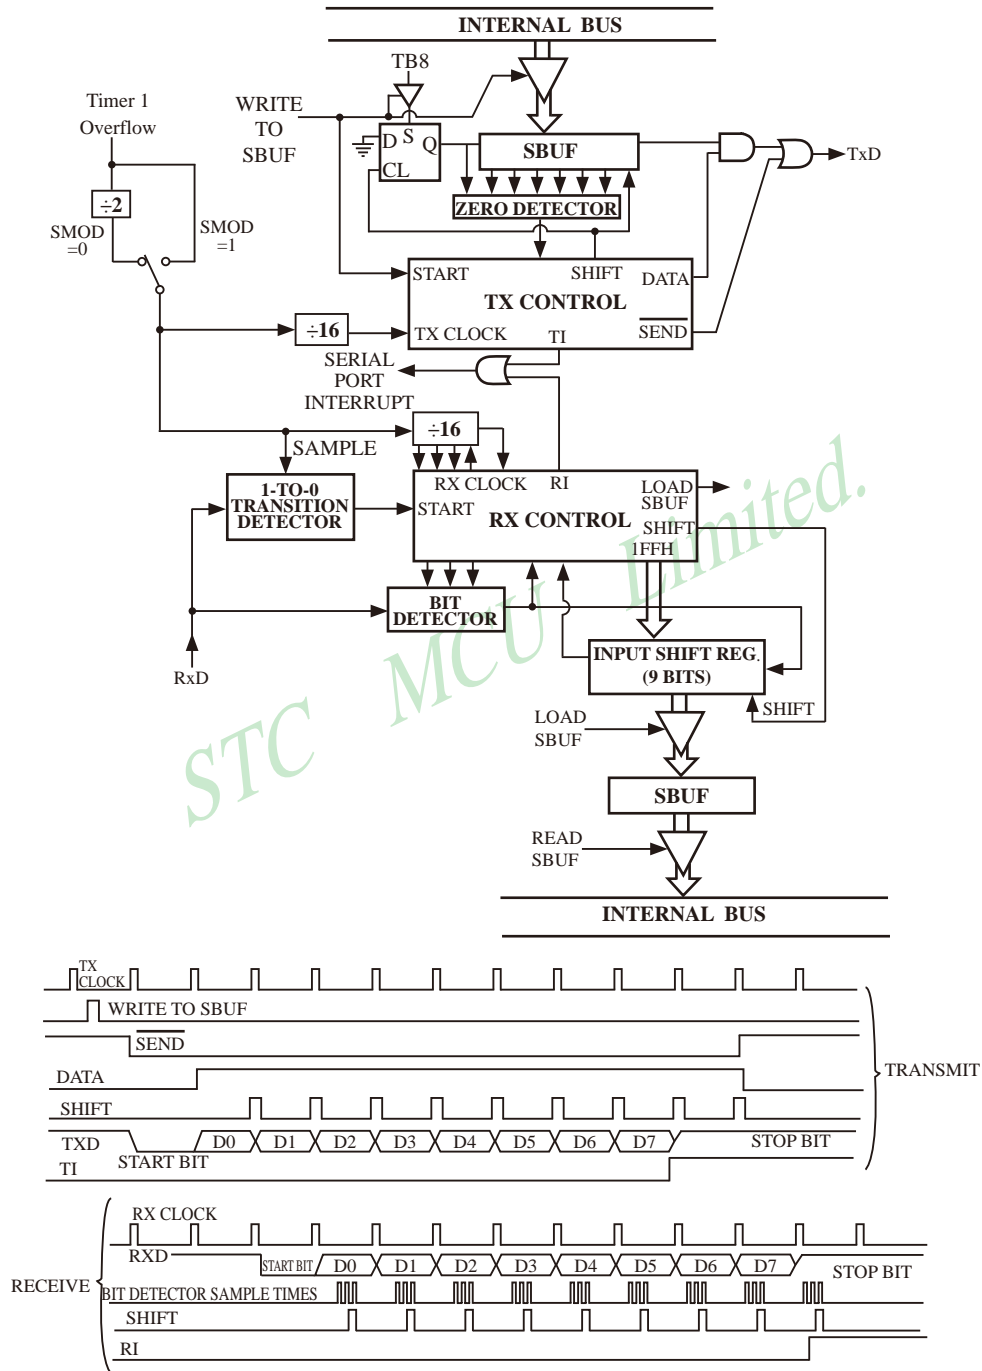 INTERNAL BUS
TB8
Timer 1
Overflow
WRITE
TO
SBUF
D S Q
CL
SBUF
TxD
÷2
SMOD
=0
SMOD
=1
ZERO DETECTOR
START
SHIFT
DATA
TX CONTROL
TX CLOCK
TI
SEND
÷16
SERIAL
PORT
INTERRUPT
÷16
SAMPLE
1-TO-0
TRANSITION
DETECTOR
RX CLOCK
RI
START
RX CONTROL
LOAD
SBUF
SHIFT
1FFH
BIT
DETECTOR
RxD
INPUT SHIFT REG.
(9 BITS)
SHIFT
LOAD
SBUF
SBUF
READ
SBUF
INTERNAL BUS
STC MCU Limited.
TX
CLOCK
WRITE TO SBUF
SEND
DATA
SHIFT
TXD
START BIT
D0 D1 D2 D3 D4 D5 D6 D7
STOP BIT
TI
TRANSMIT
RX CLOCK
RXD
START BIT
D0 D1 D2 D3 D4 D5 D6 D7
STOP BIT
RECEIVE
BIT DETECTOR SAMPLE TIMES
SHIFT
RI